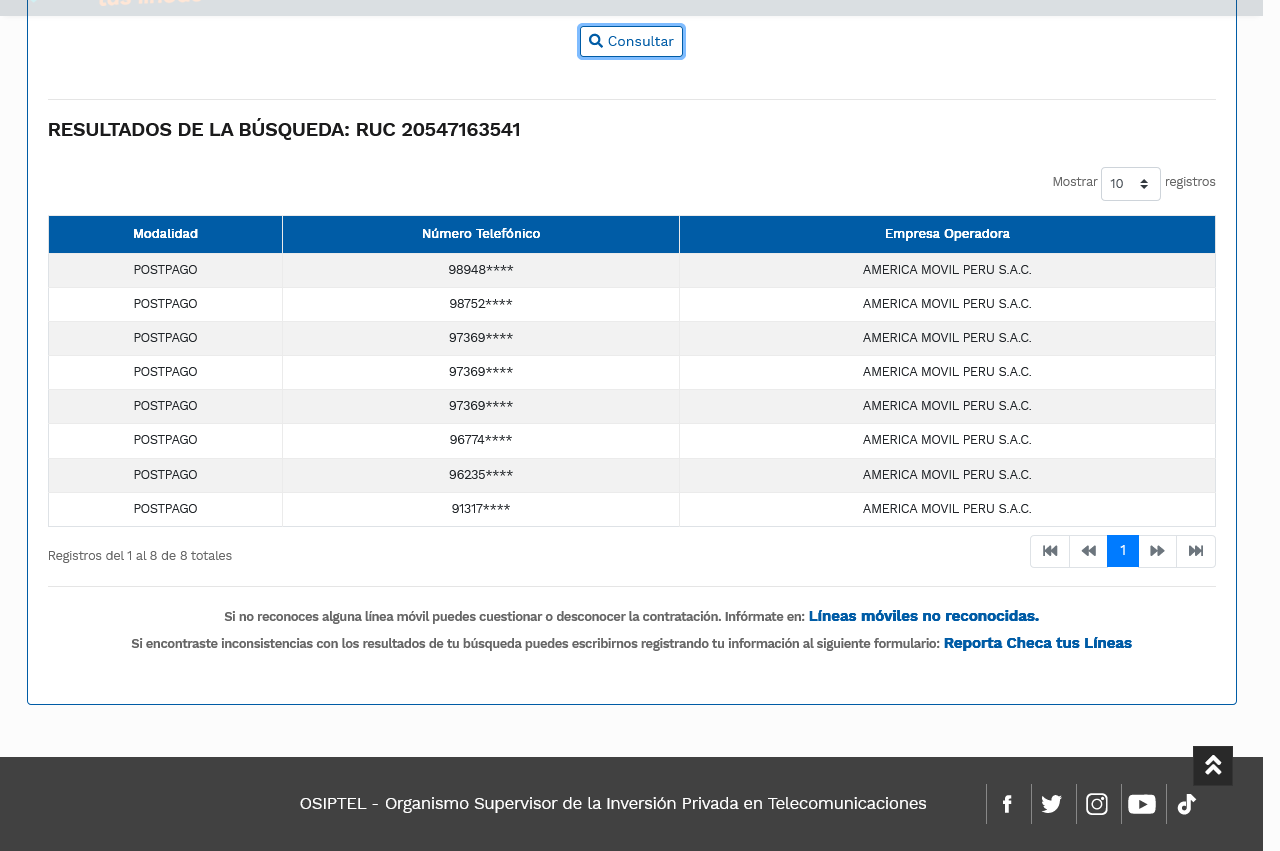 tus líneas
Consultar
RESULTADOS DE LA BÚSQUEDA: RUC 20547163541
Mostrar 10 registros
Modalidad Número Telefónico Empresa Operadora
POSTPAGO 98948**** AMERICA MOVIL PERU S.A.C.
POSTPAGO 98752**** AMERICA MOVIL PERU S.A.C.
POSTPAGO 97369**** AMERICA MOVIL PERU S.A.C.
POSTPAGO 97369**** AMERICA MOVIL PERU S.A.C.
POSTPAGO 97369**** AMERICA MOVIL PERU S.A.C.
POSTPAGO 96774**** AMERICA MOVIL PERU S.A.C.
POSTPAGO 96235**** AMERICA MOVIL PERU S.A.C.
POSTPAGO 91317**** AMERICA MOVIL PERU S.A.C.
Registros del 1 al 8 de 8 totales
1
Si no reconoces alguna línea móvil puedes cuestionar o desconocer la contratación. Infórmate en: Líneas móviles no reconocidas.
Si encontraste inconsistencias con los resultados de tu búsqueda puedes escribirnos registrando tu información al siguiente formulario: Reporta Checa tus Líneas
OSIPTEL - Organismo Supervisor de la Inversión Privada en Telecomunicaciones